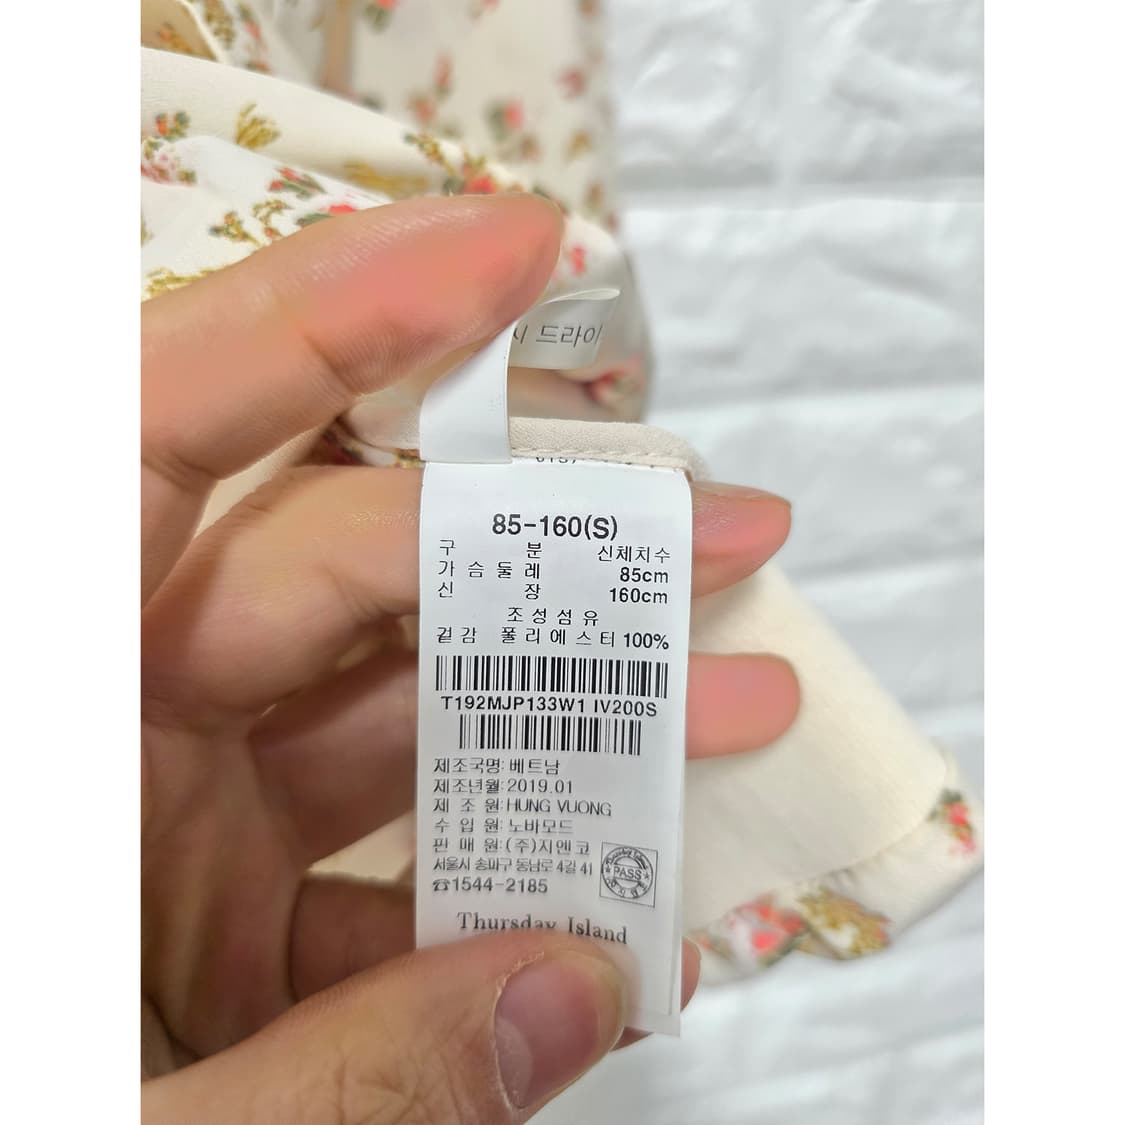 드라이
85-160(S)
구 분 신체치수
가슴둘레 85cm
신 장 160cm
조성섬유
겉감 폴리에스터 100%
T192MJP133W1 IV200S
제조국명: 베트남
제조년월: 2019.01
제 조 원: HUNG VUONG
수 입 원: 노바모드
판 매 원: (주)지앤코
서울시 송파구 동남로 4길 41
☎1544-2185
PASS
Thursday Island